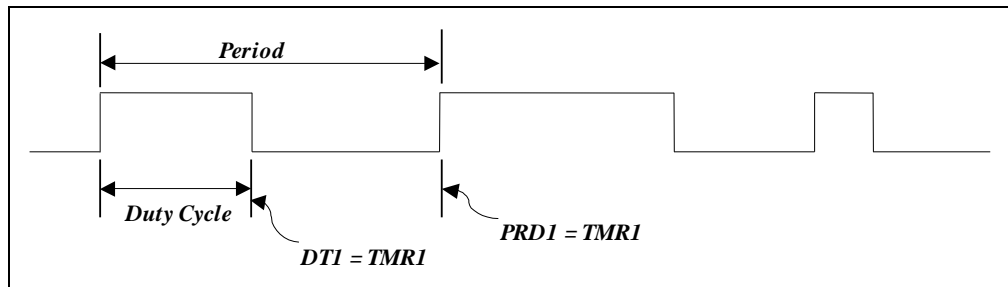 Period
Duty Cycle
DT1 = TMR1
PRD1 = TMR1